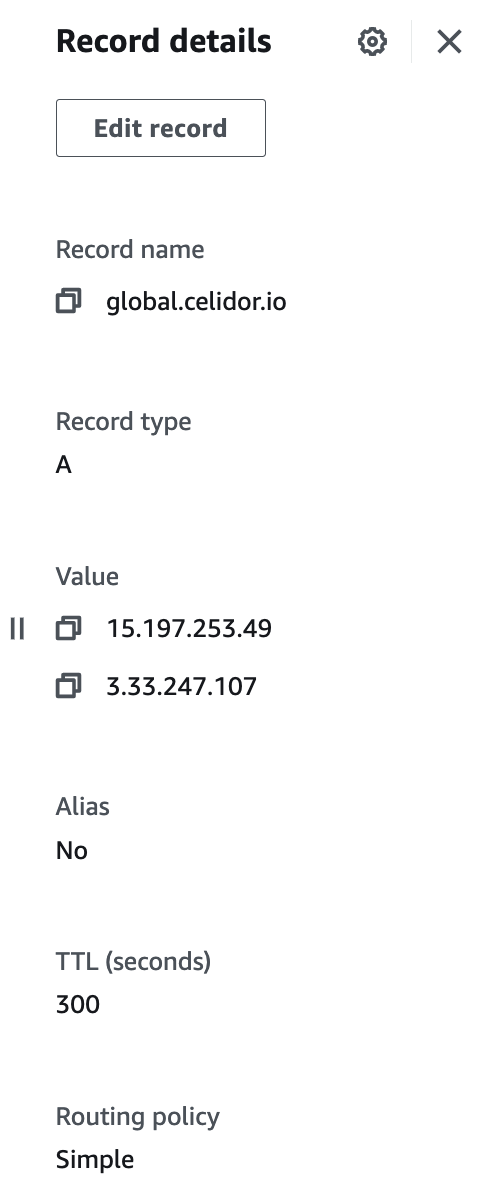 Record details
Edit record
Record name
global.celidor.io
Record type
A
Value
15.197.253.49
3.33.247.107
Alias
No
TTL (seconds)
300
Routing policy
Simple